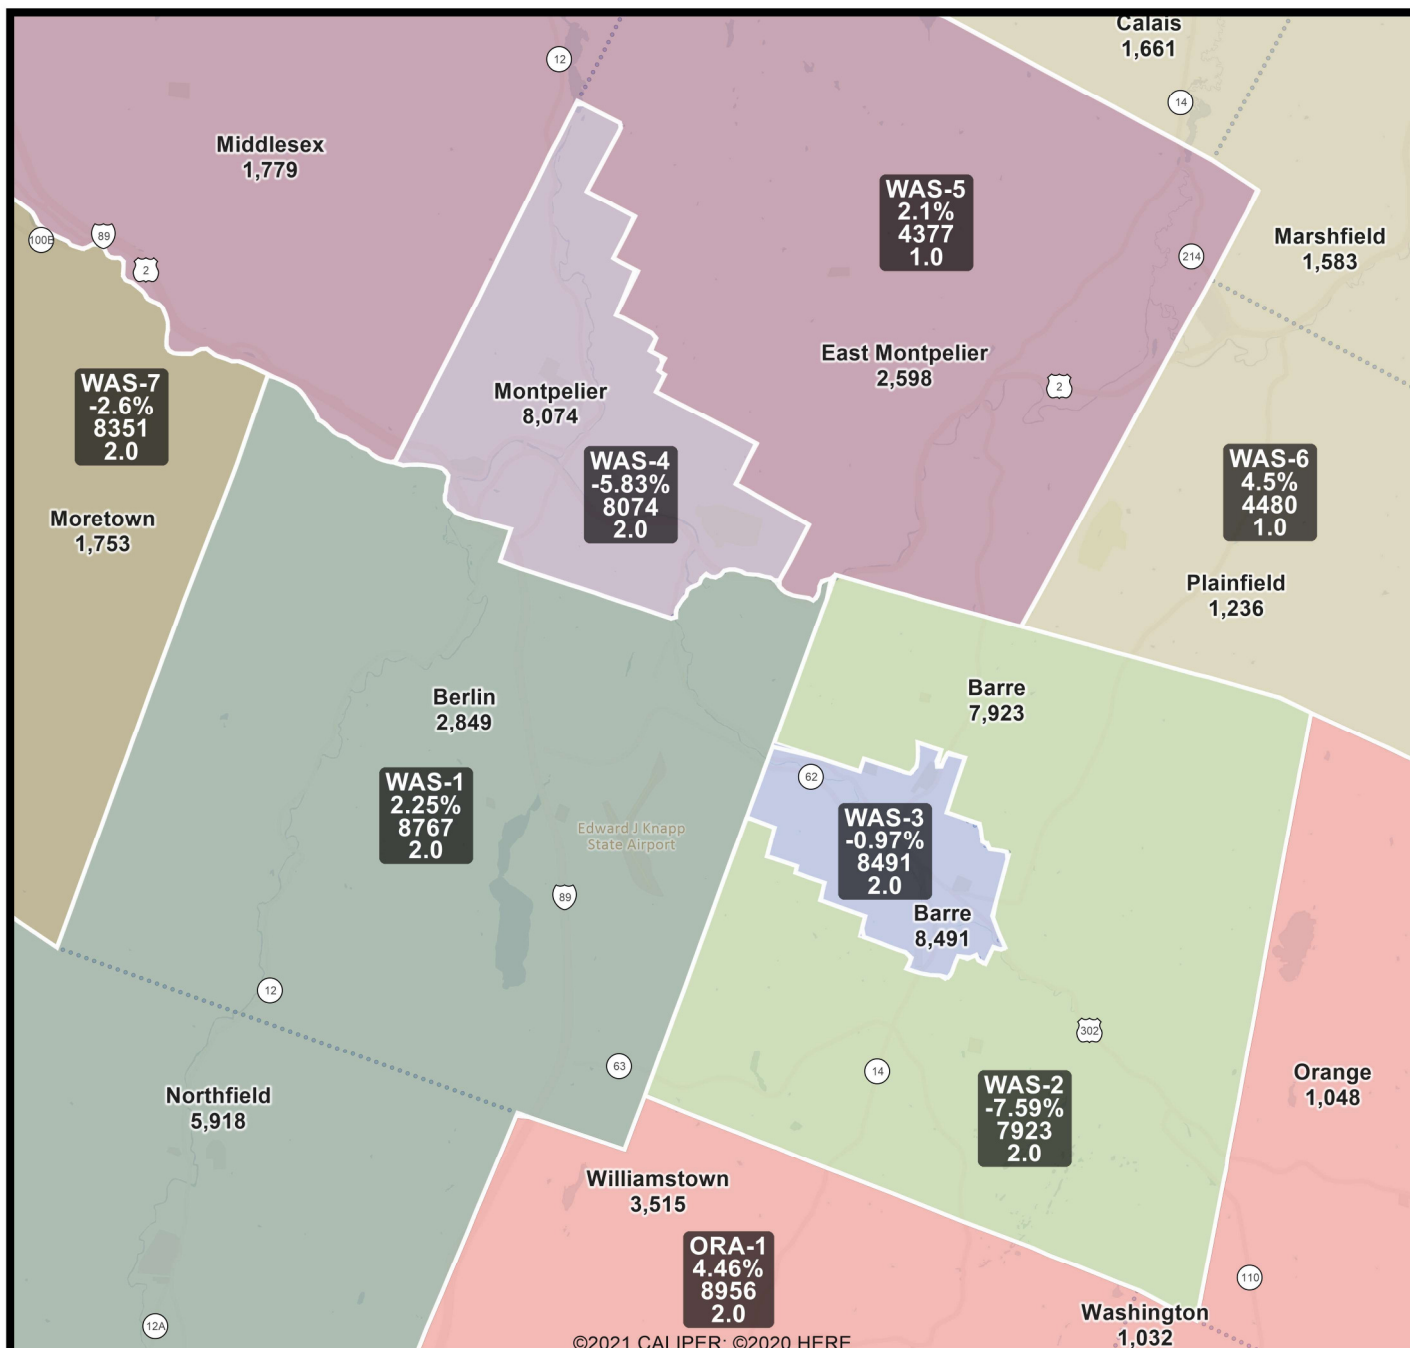 Calais
1,661
12
14
Middlesex
1,779
WAS-5
2.1%
4377
1.0
100B
89
2
214
Marshfield
1,583
East Montpelier
2,598
2
WAS-7
-2.6%
8351
2.0
Montpelier
8,074
WAS-4
-5.83%
8074
2.0
WAS-6
4.5%
4480
1.0
Moretown
1,753
Plainfield
1,236
Berlin
2,849
Barre
7,923
62
WAS-1
2.25%
8767
2.0
Edward J Knapp
State Airport
WAS-3
-0.97%
8491
2.0
89
Barre
8,491
12
302
63
14
Northfield
5,918
WAS-2
-7.59%
7923
2.0
Orange
1,048
Williamstown
3,515
ORA-1
4.46%
8956
2.0
110
12A
Washington
1,032
©2021 CALIPER; ©2020 HERE